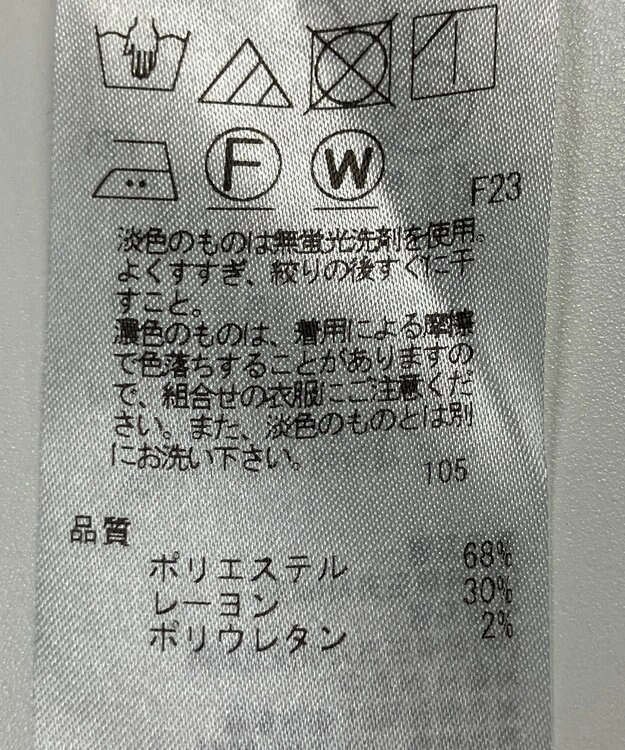 F W F23
淡色のものは無蛍光洗剤を使用。
よくすすぎ、絞りの後すぐに干
すこと。
濃色のものは、着用による摩擦
で色落ちすることがありますの
で、組合せの衣服にご注意くだ
さい。また、淡色のものとは別
にお洗い下さい。
105
品質
ポリエステル 68%
レーヨン 30%
ポリウレタン 2%